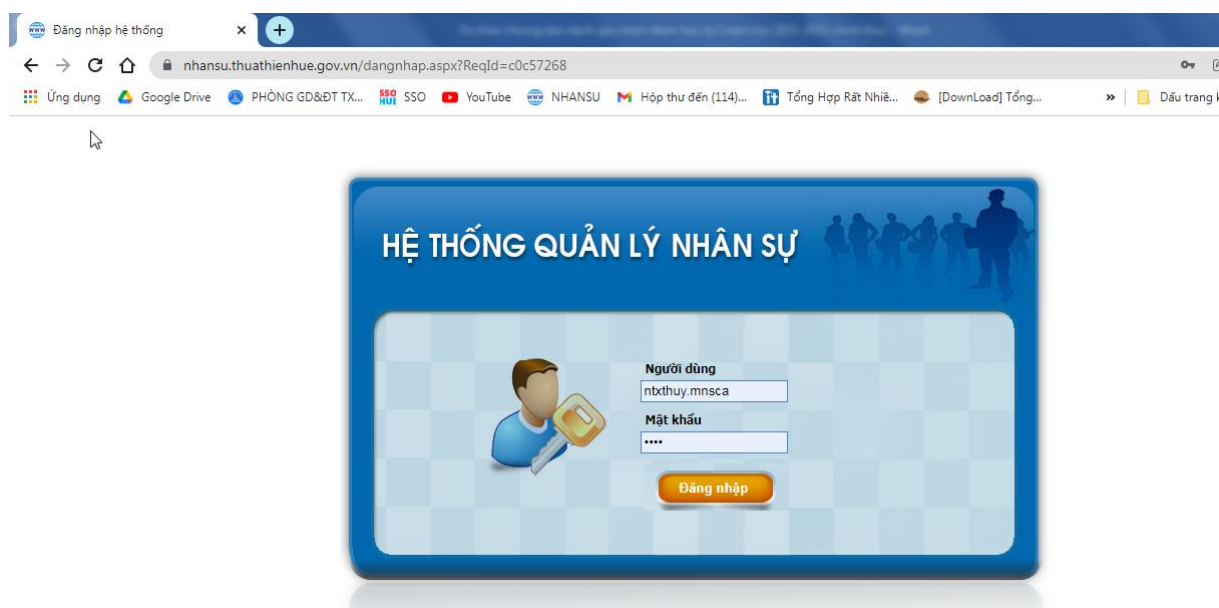 Đăng nhập hệ thống
nhansu.thuathienhue.gov.vn/dangnhap.aspx?ReqId=c0c57268
Ứng dụng Google Drive PHÒNG GD&ĐT TX... SSO HUI SSO YouTube NHANSU Hộp thư đến (114)... Tổng Hợp Rất Nhiề... [DownLoad] Tổng... » Dấu trang k
HỆ THỐNG QUẢN LÝ NHÂN SỰ
Người dùng
ntxthuy.mnsca
Mật khẩu
••••
Đăng nhập